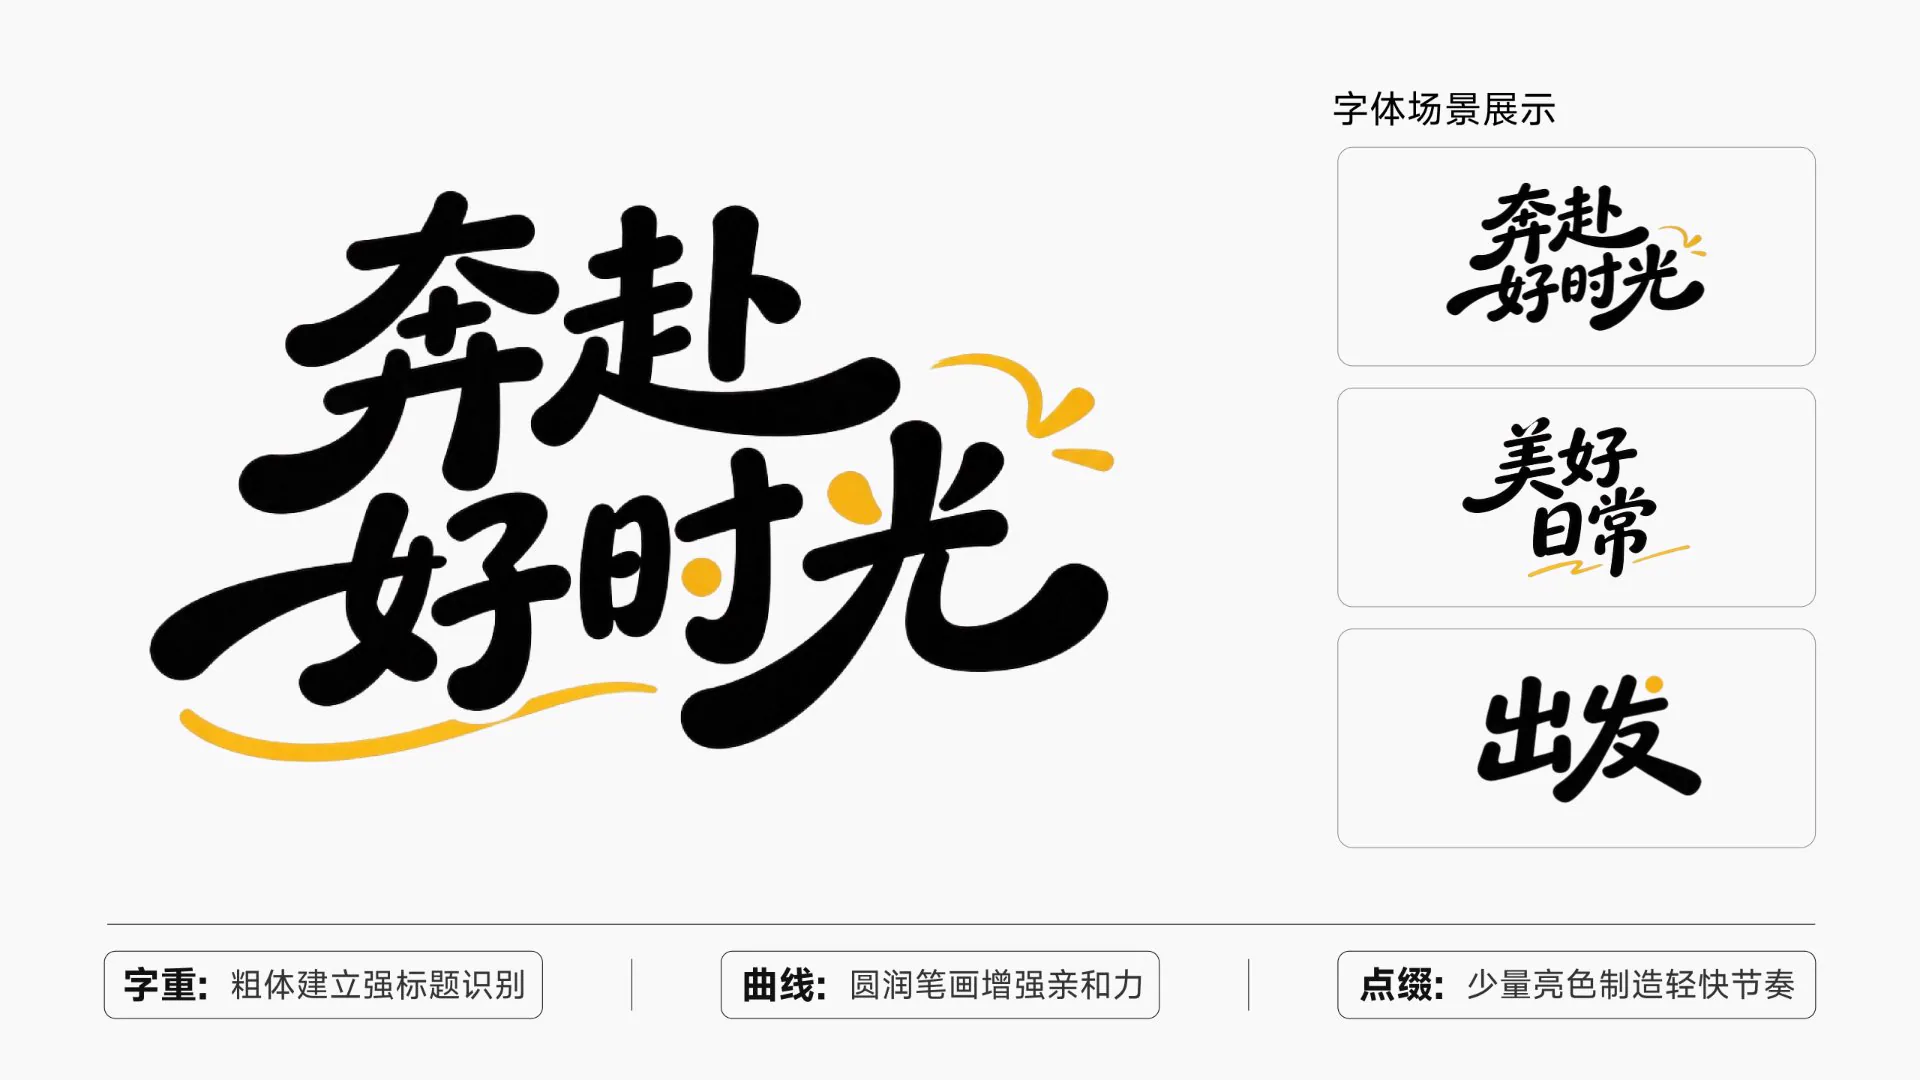 奔赴
好时光
字体场景展示
奔赴
好时光
美好
日常
出发
字重: 粗体建立强标题识别
曲线: 圆润笔画增强亲和力
点缀: 少量亮色制造轻快节奏